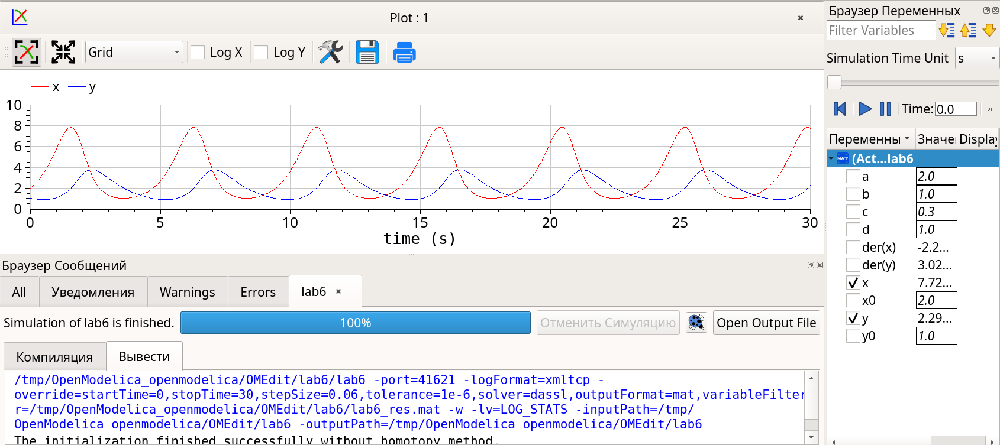 Plot : 1
Grid
Log X
Log Y
x
y
10
8
6
4
2
0
0 5 10 15 20 25 30
time (s)
Браузер Сообщений
All
Уведомления
Warnings
Errors
lab6
Simulation of lab6 is finished.
100%
Отменить Симуляцию
Open Output File
Компиляция
Вывести
/tmp/OpenModelica_openmodelica/OMEdit/lab6/lab6 -port=41621 -logFormat=xmltcp -
override=startTime=0,stopTime=30,stepSize=0.06,tolerance=1e-6,solver=dassl,outputFormat=mat,variableFilter
r=/tmp/OpenModelica_openmodelica/OMEdit/lab6/lab6_res.mat -w -lv=LOG_STATS -inputPath=/tmp/
OpenModelica_openmodelica/OMEdit/lab6 -outputPath=/tmp/OpenModelica_openmodelica/OMEdit/lab6
The initialization finished successfully without homotopy method.
Браузер Переменных
Filter Variables
Simulation Time Unit
s
Time: 0.0
»
Переменны Значе Display
MAT (Act...lab6
a 2.0
b 1.0
c 0.3
d 1.0
der(x) -2.2...
der(y) 3.02...
x 7.72...
x0 2.0
y 2.29...
y0 1.0